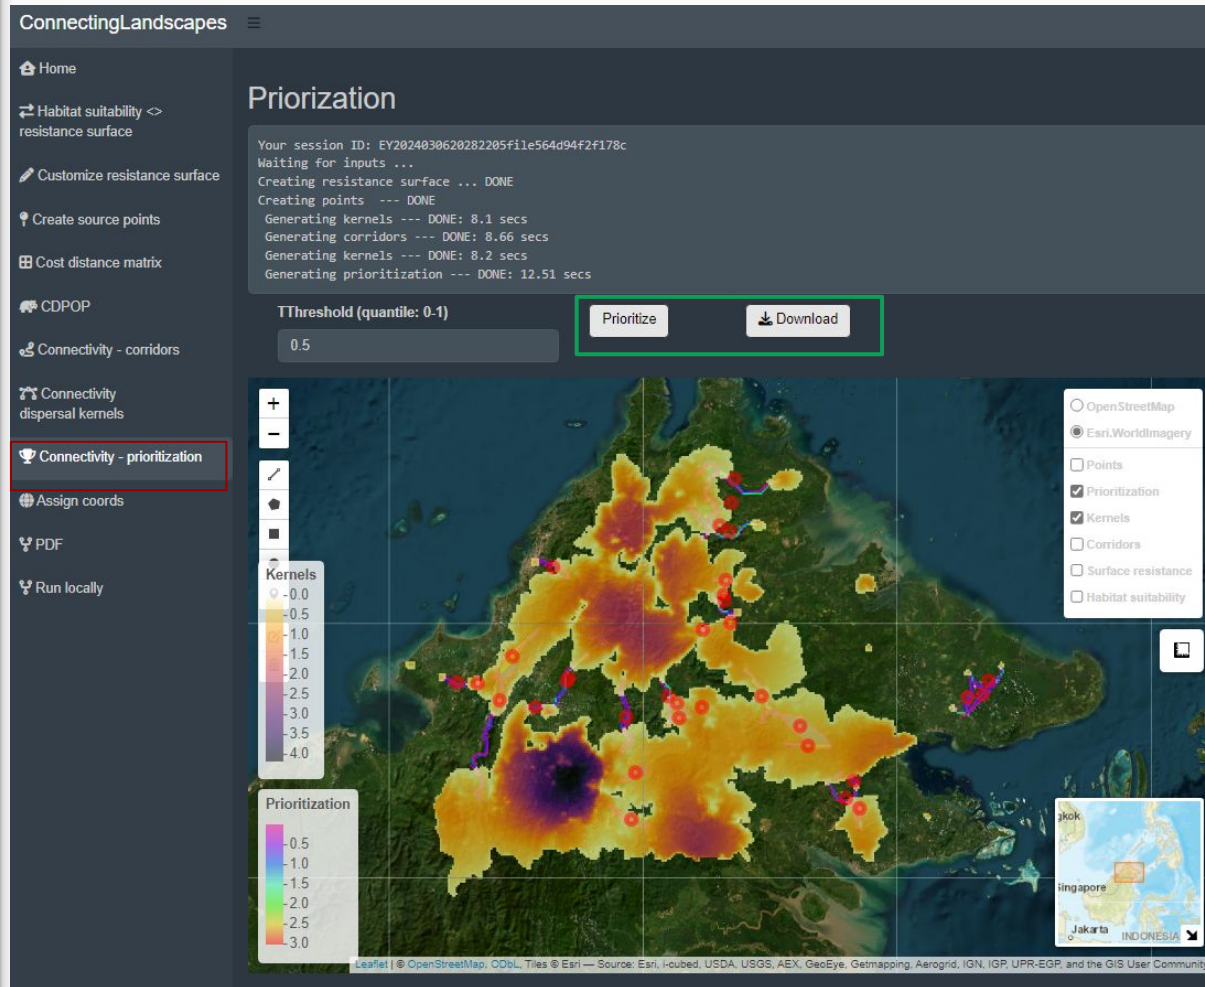 ConnectingLandscapes
Home
Habitat suitability <>
resistance surface
Customize resistance surface
Create source points
Cost distance matrix
CDPOP
Connectivity - corridors
Connectivity
dispersal kernels
Connectivity - prioritization
Assign coords
PDF
Run locally
Priorization
Your session ID: EY2024030620282205file564d94f2f178c
Waiting for inputs ...
Creating resistance surface ... DONE
Creating points --- DONE
Generating kernels --- DONE: 8.1 secs
Generating corridors --- DONE: 8.66 secs
Generating kernels --- DONE: 8.2 secs
Generating prioritization --- DONE: 12.51 secs
TThreshold (quantile: 0-1)
0.5
Prioritize
Download
+
−
OpenStreetMap
Esri.WorldImagery
Points
Prioritization
Kernels
Corridors
Surface resistance
Habitat suitability
Kernels
0.0
0.5
1.0
1.5
2.0
2.5
3.0
3.5
4.0
Prioritization
0.5
1.0
1.5
2.0
2.5
3.0
gkok
Singapore
Jakarta
INDONESIA
Leaflet | © OpenStreetMap, ODbL, Tiles © Esri — Source: Esri, i-cubed, USDA, USGS, AEX, GeoEye, Getmapping, Aerogrid, IGN, IGP, UPR-EGP, and the GIS User Community